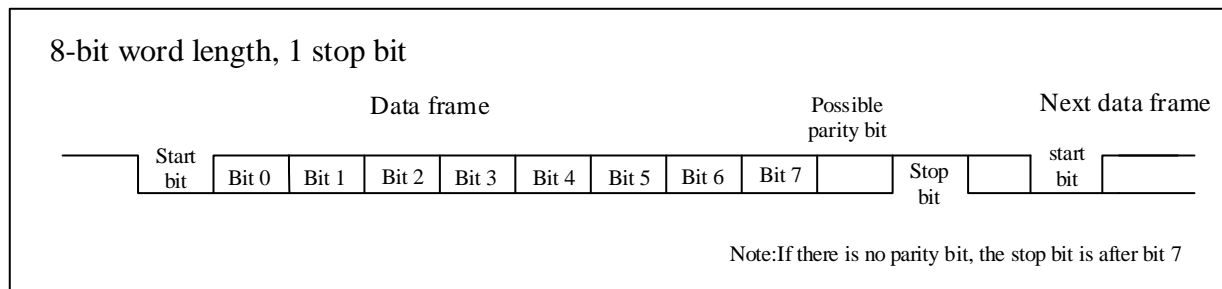 8-bit word length, 1 stop bit
Data frame
Possible
parity bit
Next data frame
Start
bit
Bit 0
Bit 1
Bit 2
Bit 3
Bit 4
Bit 5
Bit 6
Bit 7
Stop
bit
start
bit
Note:If there is no parity bit, the stop bit is after bit 7